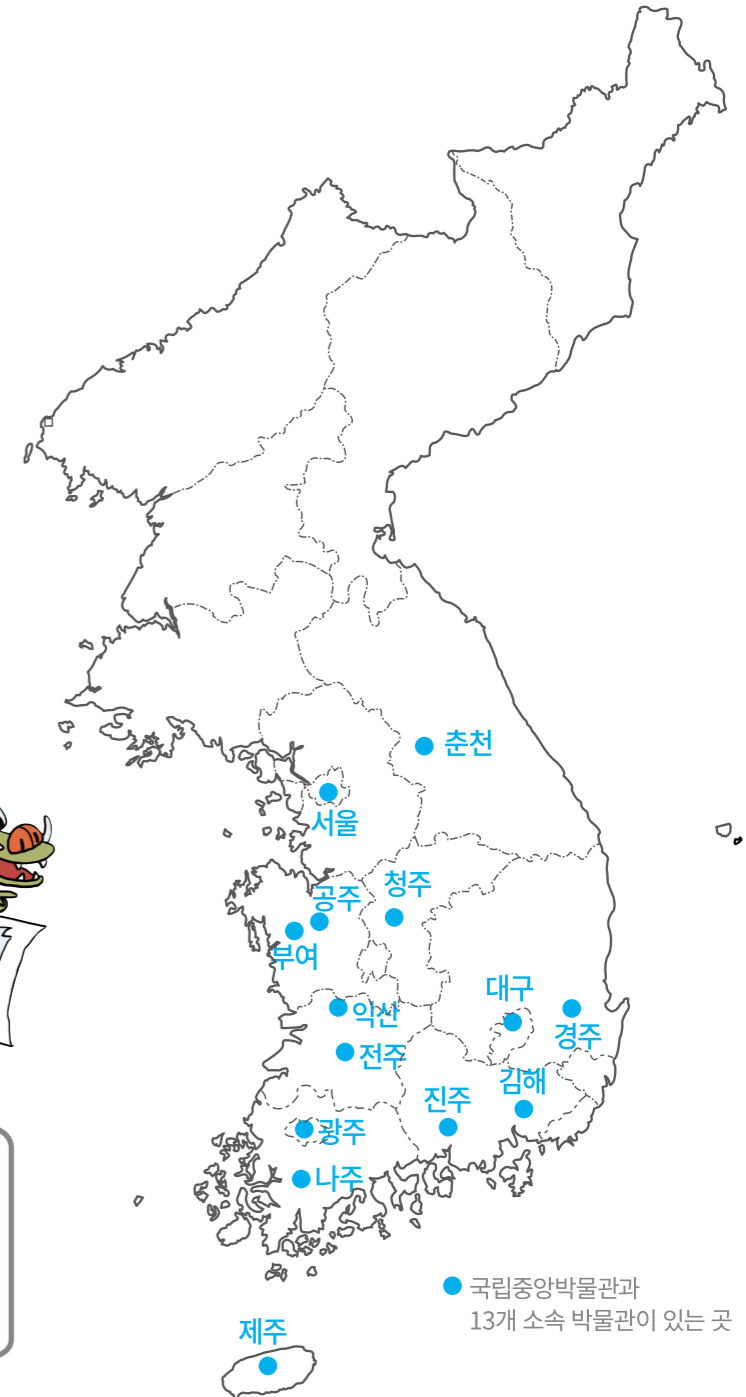 춘천
서울
청주
공주
부여
대구
익산
경주
전주
김해
진주
광주
나주
국립중앙박물관과
13개 소속 박물관이 있는 곳
제주